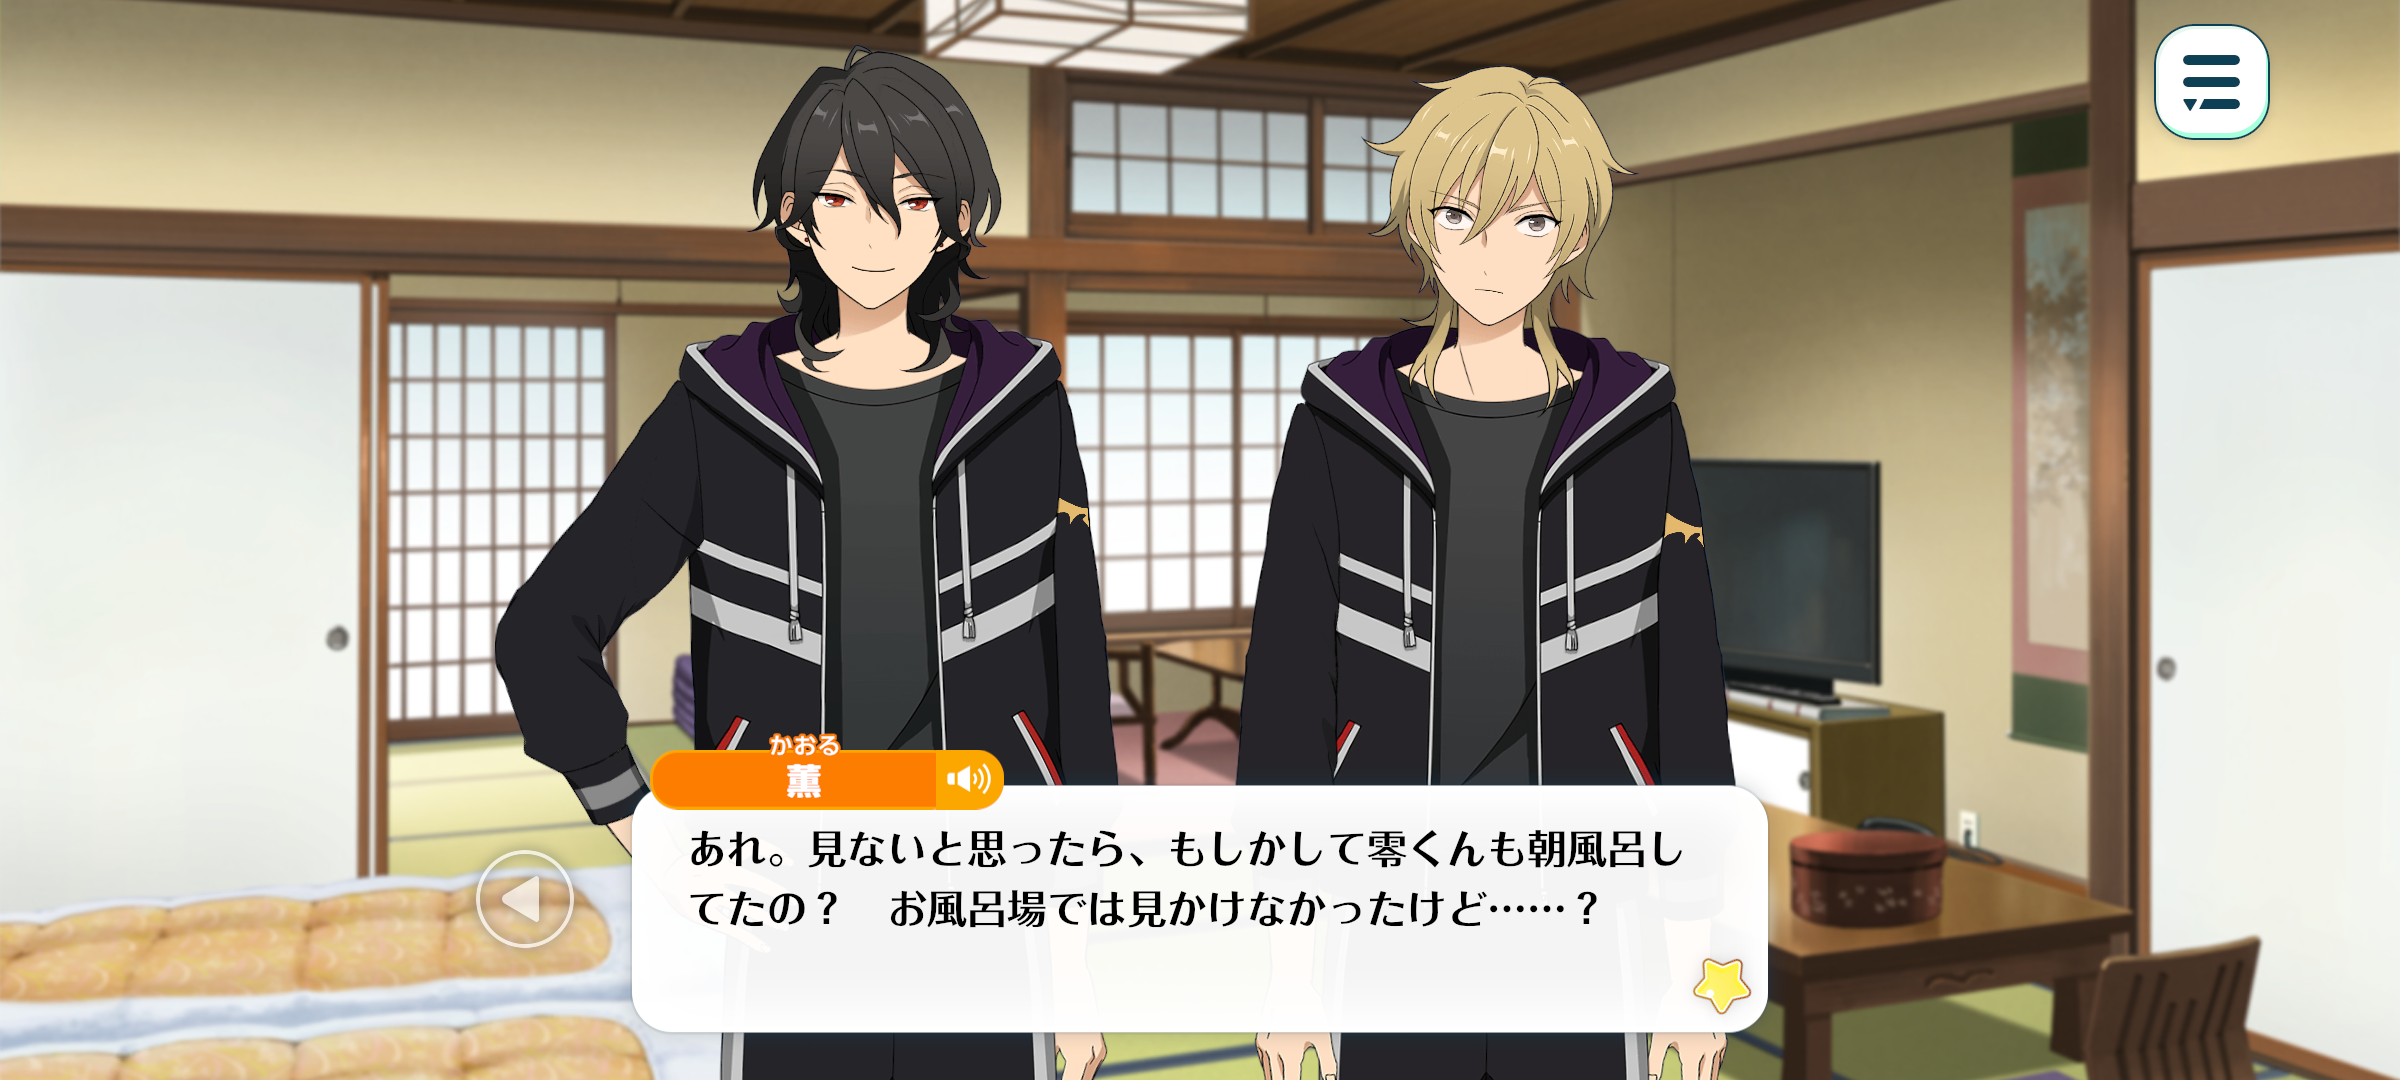 かおる
薫
あれ。見ないと思ったら、もしかして零くんも朝風呂し
てたの？　お風呂場では見かけなかったけど……？